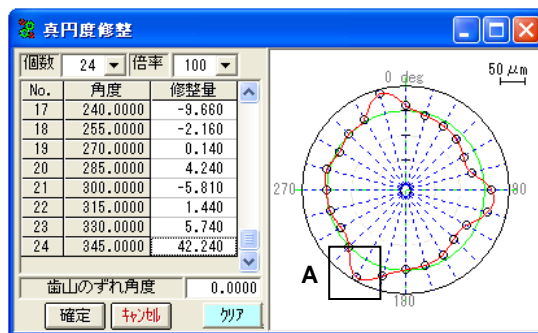 真円度修整
個数 24 倍率 100
No. 角度 修整量
17 240.0000 -9.660
18 255.0000 -2.160
19 270.0000 0.140
20 285.0000 4.240
21 300.0000 -5.810
22 315.0000 1.440
23 330.0000 5.740
24 345.0000 42.240
歯山のずれ角度 0.0000
確定 ｷｬﾝｾﾙ ｸﾘｱ
50 μm
0 deg
270
90
A
180